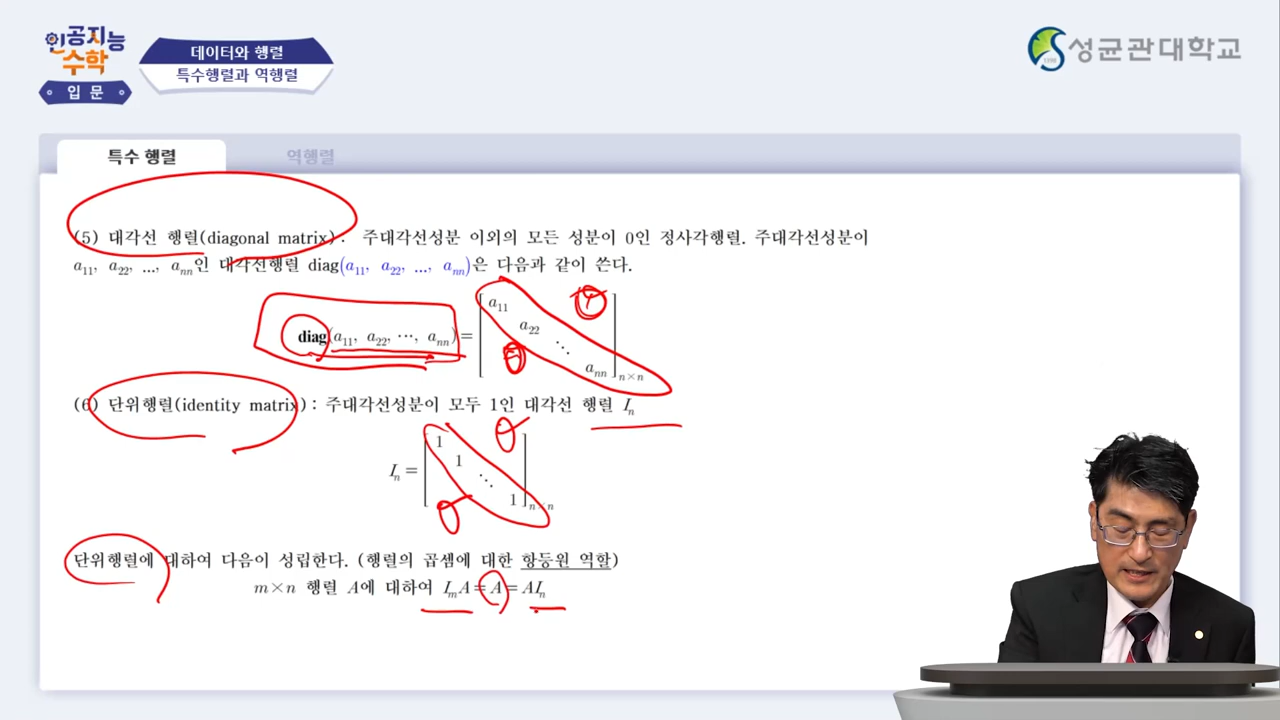 인공지능
수학
입문
데이터와 행렬
특수행렬과 역행렬
성균관대학교
특수 행렬
역행렬
(5) 대각선 행렬(diagonal matrix): 주대각선성분 이외의 모든 성분이 0인 정사각행렬. 주대각선성분이
a₁₁, a₂₂, ..., aₙₙ인 대각선행렬 diag(a₁₁, a₂₂, ..., aₙₙ)은 다음과 같이 쓴다.
diag(a₁₁, a₂₂, ⋯, aₙₙ) = [a₁₁ a₂₂ ⋱ aₙₙ]ₙ×ₙ
(6) 단위행렬(identity matrix) : 주대각선성분이 모두 1인 대각선 행렬 Iₙ
Iₙ = [1 1 ⋱ 1]ₙ×ₙ
단위행렬에 대하여 다음이 성립한다. (행렬의 곱셈에 대한 항등원 역할)
m×n 행렬 A에 대하여 IₘA = A = AIₙ